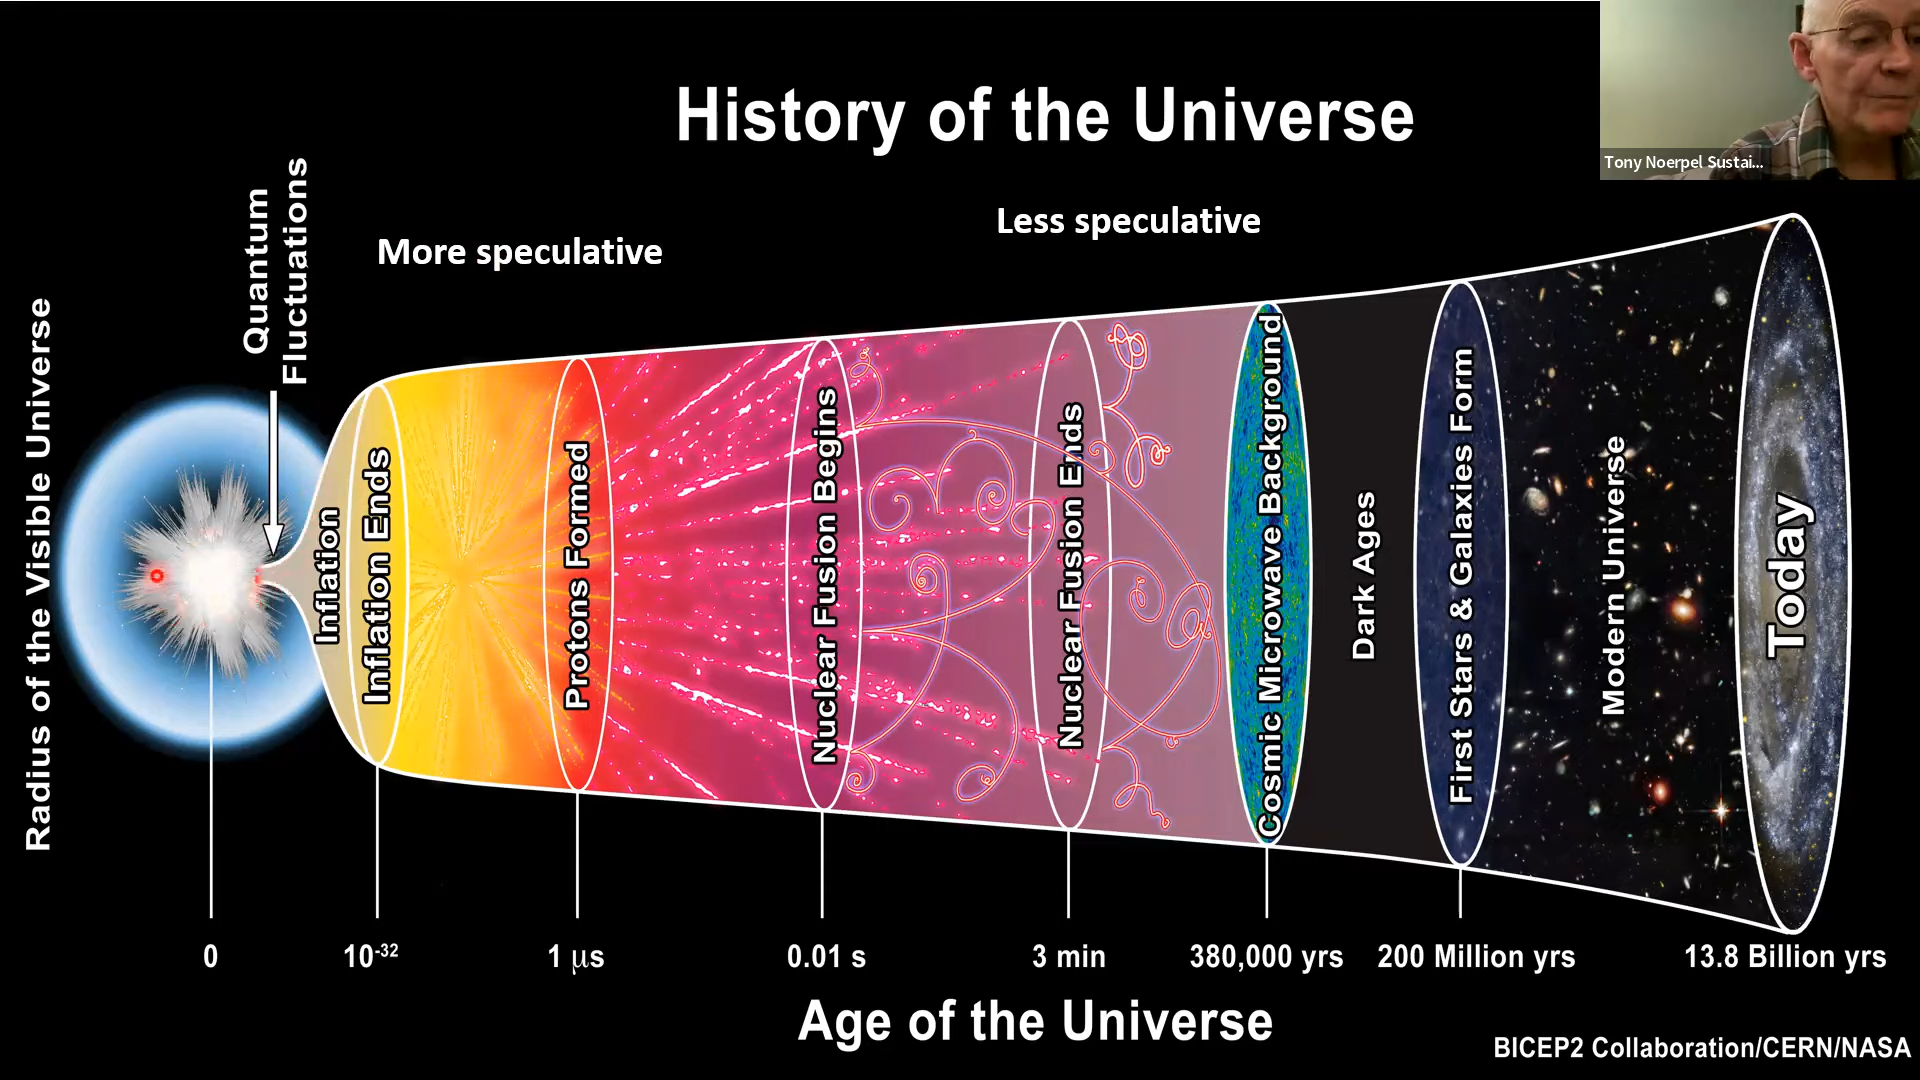 History of the Universe
Tony Noerpel Sustai...
Less speculative
More speculative
Quantum
Fluctuations
Radius of the Visible Universe
Inflation
Inflation Ends
Protons Formed
Nuclear Fusion Begins
Nuclear Fusion Ends
Cosmic Microwave Background
Dark Ages
First Stars & Galaxies Form
Modern Universe
Today
0
10-32
1 μs
0.01 s
3 min
380,000 yrs
200 Million yrs
13.8 Billion yrs
Age of the Universe
BICEP2 Collaboration/CERN/NASA